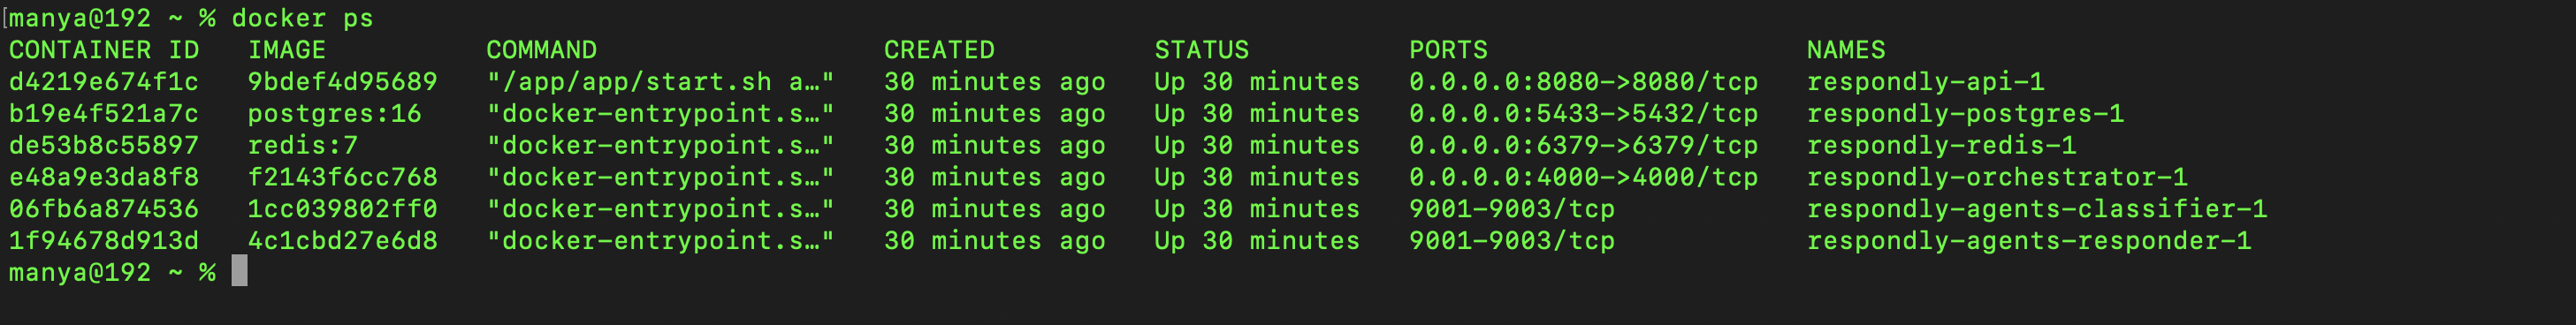 [manya@192 ~ % docker ps
CONTAINER ID   IMAGE          COMMAND                  CREATED          STATUS          PORTS                    NAMES
d4219e674f1c   9bdef4d95689   "/app/app/start.sh a…"   30 minutes ago   Up 30 minutes   0.0.0.0:8080->8080/tcp   respondly-api-1
b19e4f521a7c   postgres:16    "docker-entrypoint.s…"   30 minutes ago   Up 30 minutes   0.0.0.0:5433->5432/tcp   respondly-postgres-1
de53b8c55897   redis:7        "docker-entrypoint.s…"   30 minutes ago   Up 30 minutes   0.0.0.0:6379->6379/tcp   respondly-redis-1
e48a9e3da8f8   f2143f6cc768   "docker-entrypoint.s…"   30 minutes ago   Up 30 minutes   0.0.0.0:4000->4000/tcp   respondly-orchestrator-1
06fb6a874536   1cc039802ff0   "docker-entrypoint.s…"   30 minutes ago   Up 30 minutes   9001-9003/tcp            respondly-agents-classifier-1
1f94678d913d   4c1cbd27e6d8   "docker-entrypoint.s…"   30 minutes ago   Up 30 minutes   9001-9003/tcp            respondly-agents-responder-1
manya@192 ~ %